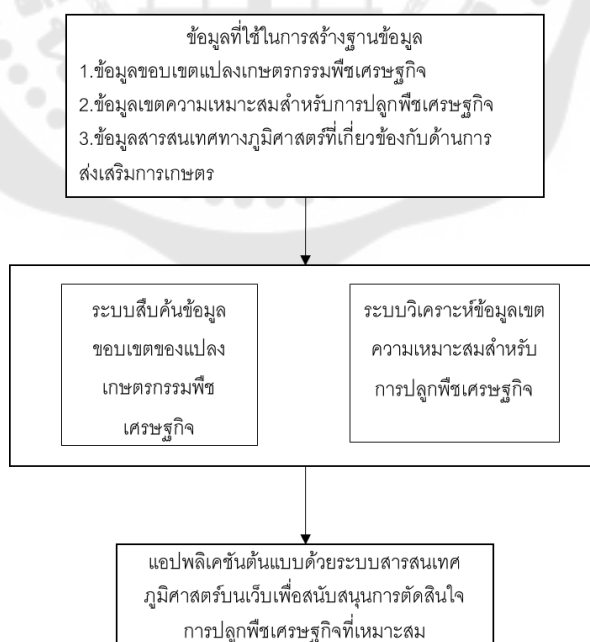 ข้อมูลที่ใช้ในการสร้างฐานข้อมูล
1.ข้อมูลขอบเขตแปลงเกษตรกรรมพืชเศรษฐกิจ
2.ข้อมูลเขตความเหมาะสมสำหรับการปลูกพืชเศรษฐกิจ
3.ข้อมูลสารสนเทศทางภูมิศาสตร์ที่เกี่ยวข้องกับด้านการ
ส่งเสริมการเกษตร
ระบบสืบค้นข้อมูล
ขอบเขตของแปลง
เกษตรกรรมพืช
เศรษฐกิจ
ระบบวิเคราะห์ข้อมูลเขต
ความเหมาะสมสำหรับ
การปลูกพืชเศรษฐกิจ
แอปพลิเคชันต้นแบบด้วยระบบสารสนเทศ
ภูมิศาสตร์บนเว็บเพื่อสนับสนุนการตัดสินใจ
การปลูกพืชเศรษฐกิจที่เหมาะสม